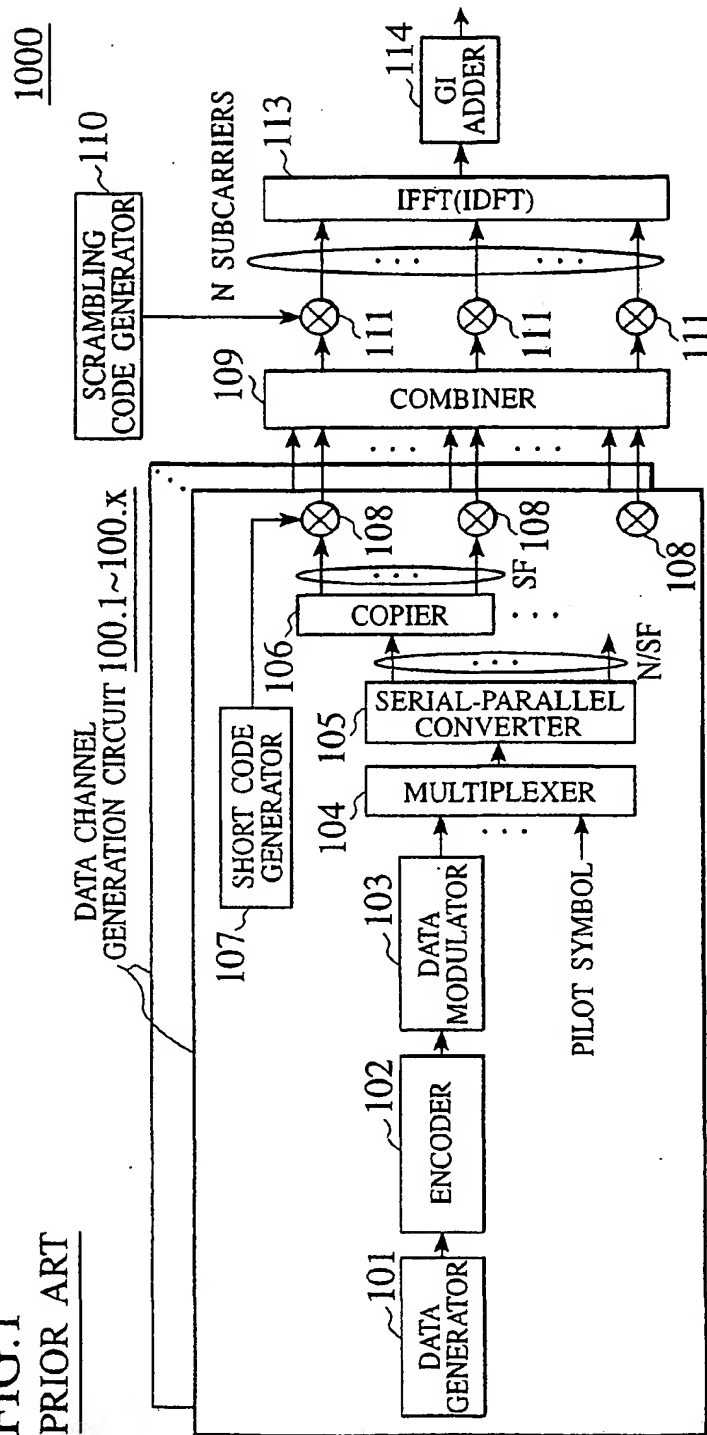 FIG.1
PRIOR ART
1000
DATA CHANNEL
GENERATION CIRCUIT 100.1~100.x
101
DATA
GENERATOR
102
ENCODER
103
DATA
MODULATOR
PILOT SYMBOL
104
MULTIPLEXER
105
SERIAL-PARALLEL
CONVERTER
N/SF
106
COPIER
SF
107
SHORT CODE
GENERATOR
108
108
108
109
COMBINER
110
SCRAMBLING
CODE GENERATOR
111
111
111
N SUBCARRIERS
113
IFFT(IDFT)
114
GI
ADDER